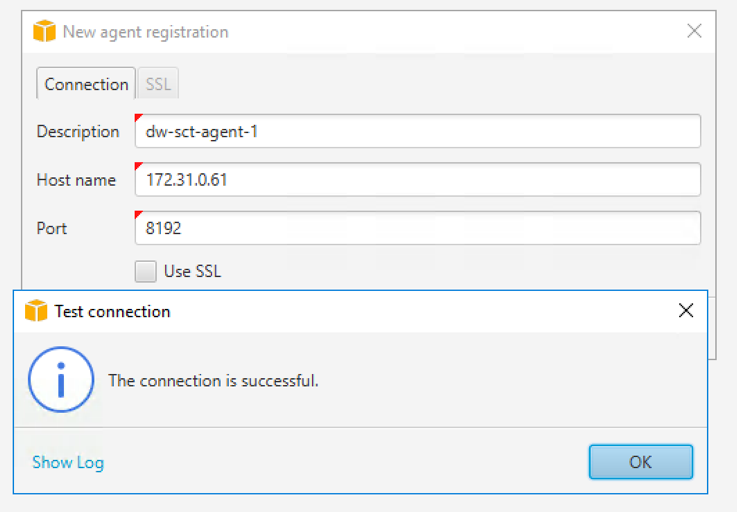 New agent registration
Connection SSL
Description dw-sct-agent-1
Host name 172.31.0.61
Port 8192
Use SSL
Test connection
The connection is successful.
Show Log OK